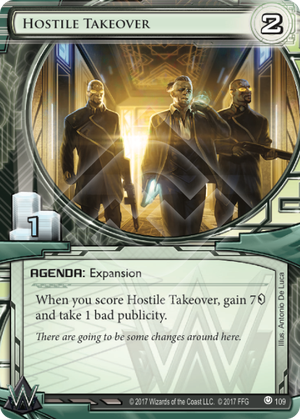 HOSTILE TAKEOVER
2
1
AGENDA: Expansion
When you score Hostile Takeover, gain 7
and take 1 bad publicity.
There are going to be some changes around here.
Illus. Antonio De Luca
© 2017 Wizards of the Coast LLC. © 2017 FFG
109